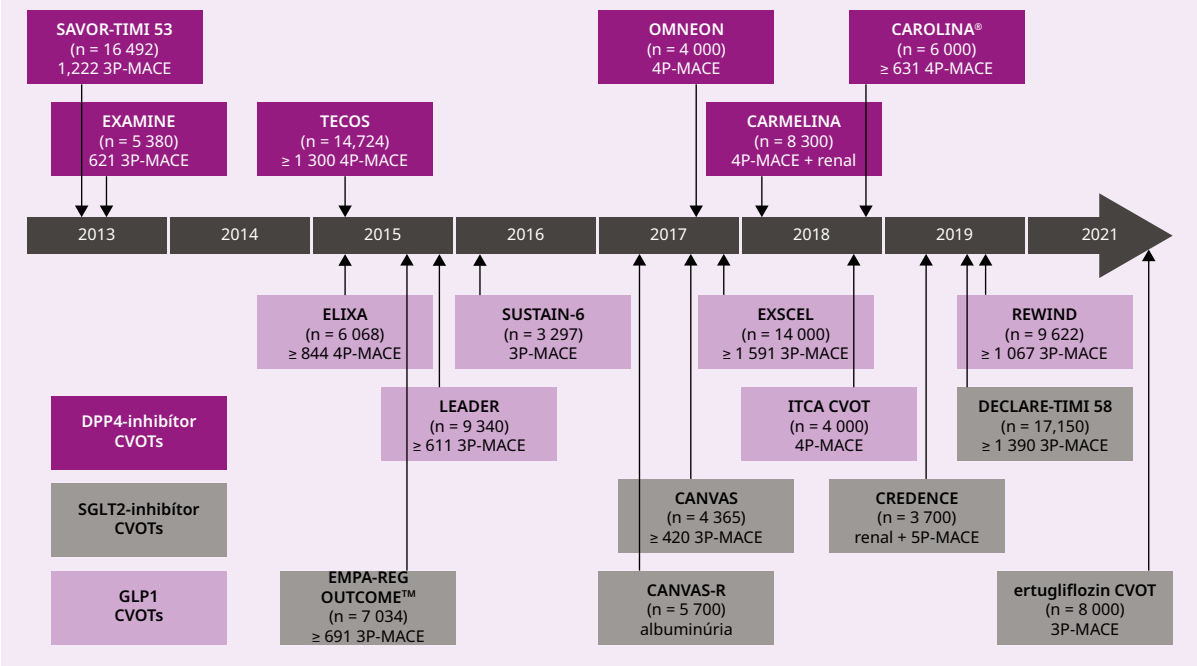 SAVOR-TIMI 53
(n = 16 492)
1,222 3P-MACE
OMNEON
(n = 4 000)
4P-MACE
CAROLINA®
(n = 6 000)
≥ 631 4P-MACE
EXAMINE
(n = 5 380)
621 3P-MACE
TECOS
(n = 14,724)
≥ 1 300 4P-MACE
CARMELINA
(n = 8 300)
4P-MACE + renal
2013
2014
2015
2016
2017
2018
2019
2021
ELIXA
(n = 6 068)
≥ 844 4P-MACE
SUSTAIN-6
(n = 3 297)
3P-MACE
EXSCEL
(n = 14 000)
≥ 1 591 3P-MACE
REWIND
(n = 9 622)
≥ 1 067 3P-MACE
LEADER
(n = 9 340)
≥ 611 3P-MACE
ITCA CVOT
(n = 4 000)
4P-MACE
DECLARE-TIMI 58
(n = 17,150)
≥ 1 390 3P-MACE
DPP4-inhibítor
CVOTs
CANVAS
(n = 4 365)
≥ 420 3P-MACE
CREDENCE
(n = 3 700)
renal + 5P-MACE
SGLT2-inhibítor
CVOTs
EMPA-REG
OUTCOME™
(n = 7 034)
≥ 691 3P-MACE
CANVAS-R
(n = 5 700)
albuminúria
ertugliflozin CVOT
(n = 8 000)
3P-MACE
GLP1
CVOTs